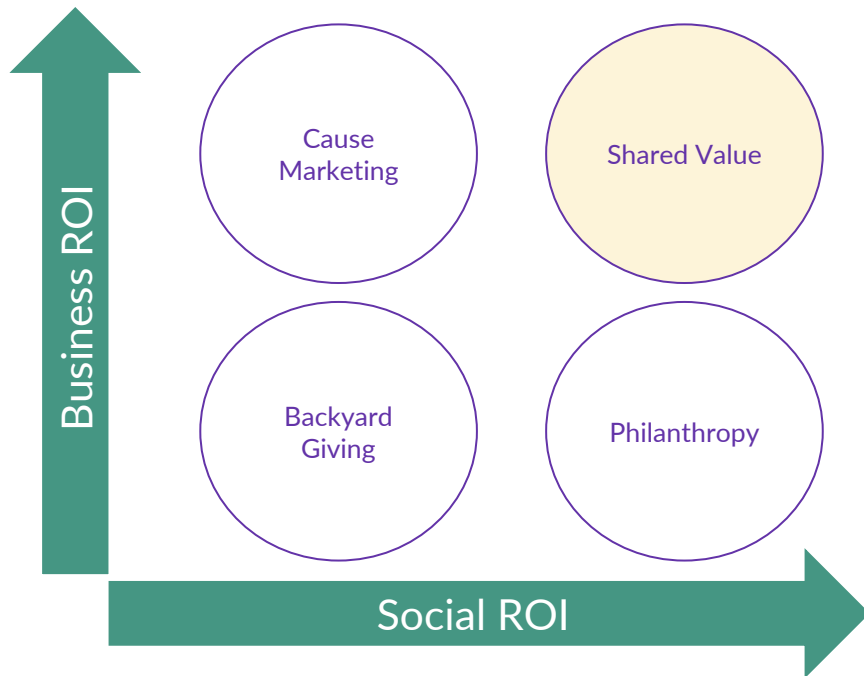 Business ROI
Cause
Marketing
Shared Value
Backyard
Giving
Philanthropy
Social ROI